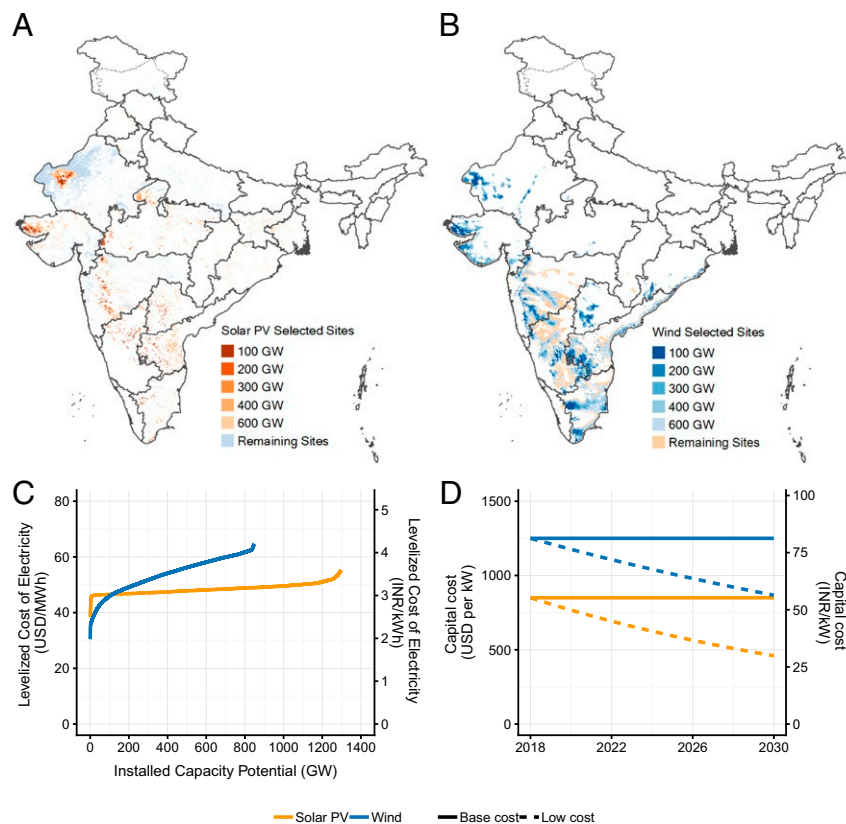 A
B
Solar PV Selected Sites
100 GW
200 GW
300 GW
400 GW
600 GW
Remaining Sites
Wind Selected Sites
100 GW
200 GW
300 GW
400 GW
600 GW
Remaining Sites
C
Levelized Cost of Electricity
(USD/MWh)
80
60
40
20
0
5
4
3
2
1
0
Levelized Cost of Electricity
(INR/kWh)
0 200 400 600 800 1000 1200 1400
Installed Capacity Potential (GW)
D
Capital cost
(USD per kW)
1500
1000
500
0
100
75
50
25
0
Capital cost
(INR/kW)
2018 2022 2026 2030
Solar PV Wind Base cost Low cost